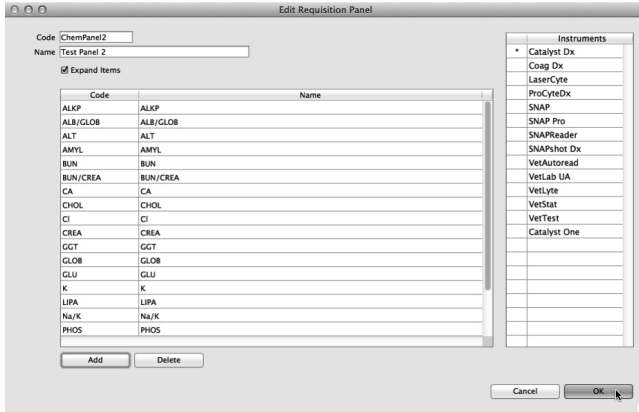 Edit Requisition Panel
Code ChemPanel2
Name Test Panel 2
Expand Items
Code Name
ALKP ALKP
ALB/GLOB ALB/GLOB
ALT ALT
AMYL AMYL
BUN BUN
BUN/CREA BUN/CREA
CA CA
CHOL CHOL
Cl Cl
CREA CREA
GGT GGT
GLOB GLOB
GLU GLU
K K
LIPA LIPA
Na/K Na/K
PHOS PHOS
Add Delete
Instruments
* Catalyst Dx
Coag Dx
LaserCyte
ProCyteDx
SNAP
SNAP Pro
SNAPReader
SNAPshot Dx
VetAutoread
VetLab UA
VetLyte
VetStat
VetTest
Catalyst One
Cancel OK